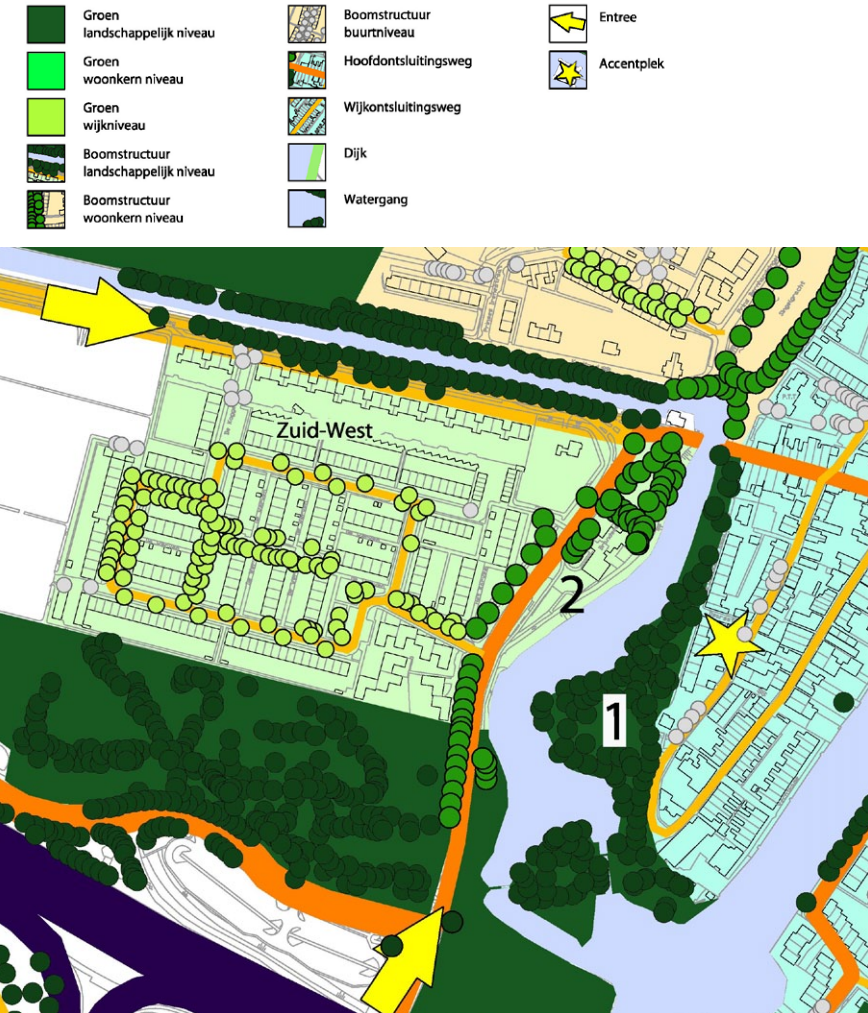 Groen
landschappelijk niveau
Groen
woonkern niveau
Groen
wijkniveau
Boomstructuur
landschappelijk niveau
Boomstructuur
woonkern niveau
Boomstructuur
buurtniveau
Hoofdontsluitingsweg
Wijkontsluitingsweg
Dijk
Watergang
Entree
Accentplek
Zuid-West
2
1
P.T.T